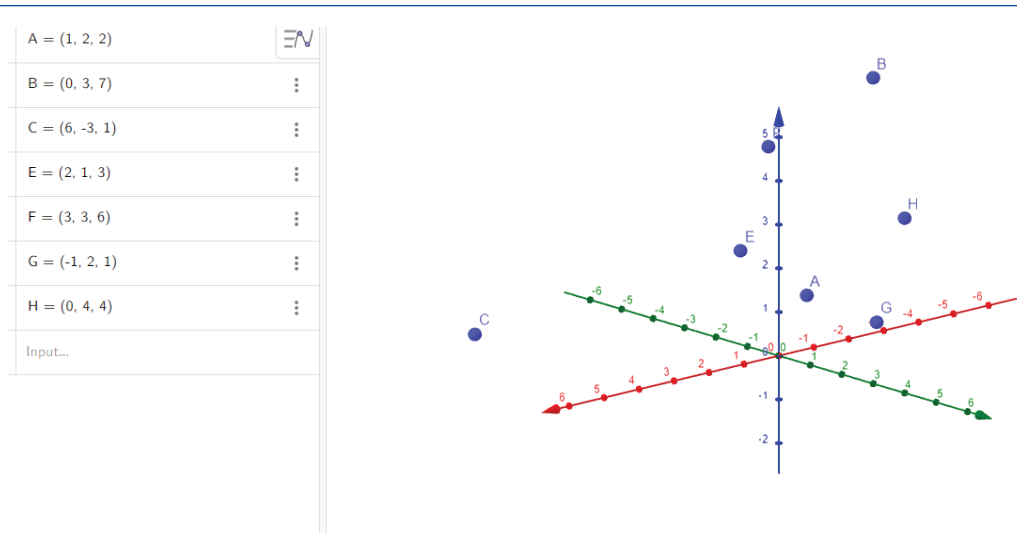 A = (1, 2, 2)
B = (0, 3, 7)
C = (6, -3, 1)
E = (2, 1, 3)
F = (3, 3, 6)
G = (-1, 2, 1)
H = (0, 4, 4)
Input...
B
5 F
4
H
3
E
2
-6
-5
-4
-3
-2
-1
A
1
G
-6
-5
-4
-2
-1
C
0 0 0
1
2
3
4
5
6
1
2
3
4
5
6
-1
-2